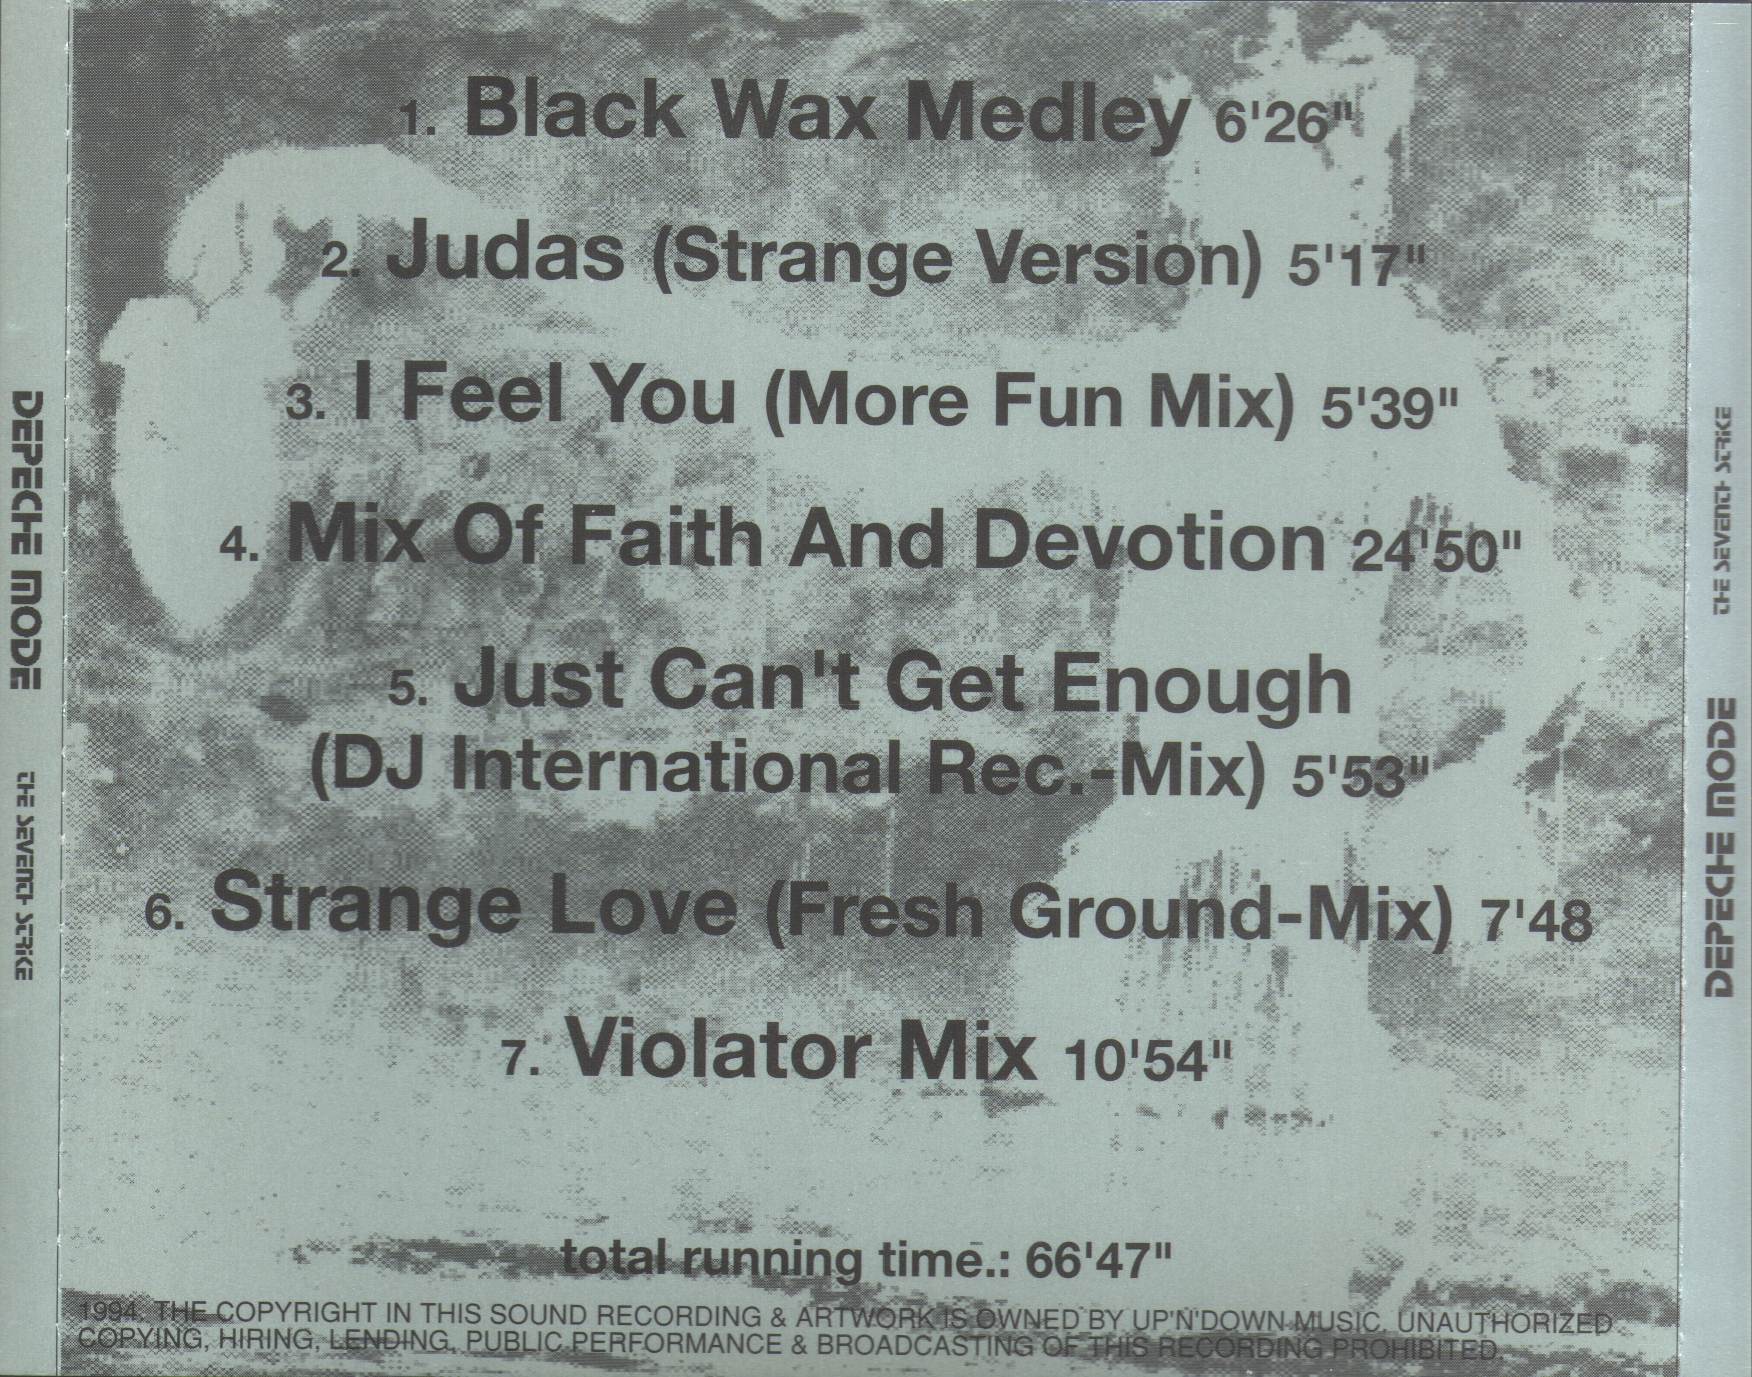 1. Black Wax Medley 6'26"
2. Judas (Strange Version) 5'17"
3. I Feel You (More Fun Mix) 5'39"
4. Mix Of Faith And Devotion 24'50"
5. Just Can't Get Enough
(DJ International Rec.-Mix) 5'53"
6. Strange Love (Fresh Ground-Mix) 7'48
7. Violator Mix 10'54"
total running time.: 66'47"
1994. THE COPYRIGHT IN THIS SOUND RECORDING & ARTWORK IS OWNED BY UP'N'DOWN MUSIC. UNAUTHORIZED
COPYING, HIRING, LENDING, PUBLIC PERFORMANCE & BROADCASTING OF THIS RECORDING PROHIBITED.
DEPECHE MODE THE SEVENTH STRIKE
DEPECHE MODE THE SEVENTH STRIKE